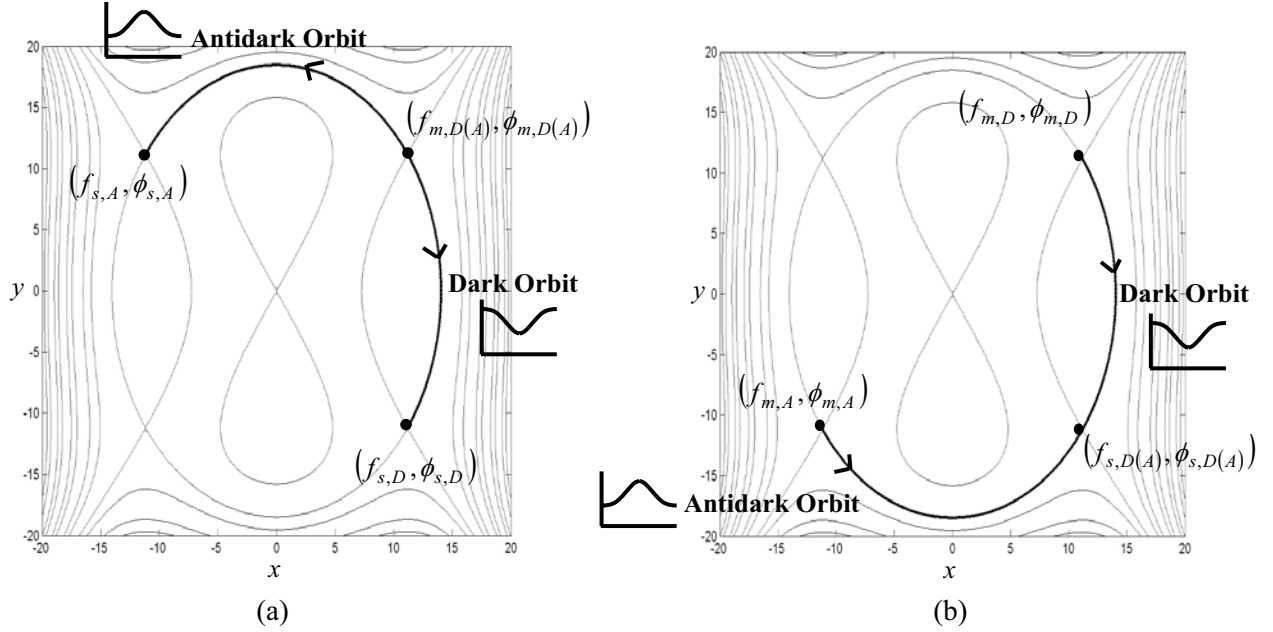 Antidark Orbit
(f_{m,D(A)}, ϕ_{m,D(A)})
(f_{s,A}, ϕ_{s,A})
Dark Orbit
(f_{s,D}, ϕ_{s,D})
20
15
10
5
0
-5
-10
-15
-20
y
-20 -15 -10 -5 0 5 10 15 20
x
(a)
(f_{m,D}, ϕ_{m,D})
Dark Orbit
(f_{m,A}, ϕ_{m,A})
(f_{s,D(A)}, ϕ_{s,D(A)})
Antidark Orbit
20
15
10
5
0
-5
-10
-15
-20
y
-20 -15 -10 -5 0 5 10 15 20
x
(b)